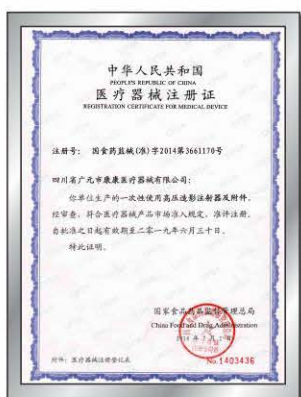 中华人民共和国
PEOPLE'S REPUBLIC OF CHINA
医疗器械注册证
REGISTRATION CERTIFICATE FOR MEDICAL DEVICE
注册号: 国食药监械(准)字2014第3661170号
四川省广元市康康医疗器械有限公司:
你单位生产的一次性使用高压造影注射器及附件,
经审查, 符合医疗器械产品市场准入规定, 准许注册,
自批准之日起有效期至二零一九年六月三十日。
特此证明。
国家食品药品监督管理总局
China Food and Drug Administration
附件: 医疗器械注册登记表
No.1403436